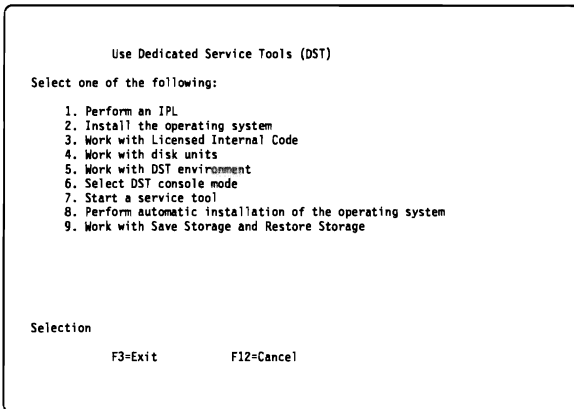 Use Dedicated Service Tools (DST)
Select one of the following:
1. Perform an IPL
2. Install the operating system
3. Work with Licensed Internal Code
4. Work with disk units
5. Work with DST environment
6. Select DST console mode
7. Start a service tool
8. Perform automatic installation of the operating system
9. Work with Save Storage and Restore Storage
Selection
F3=Exit F12=Cancel